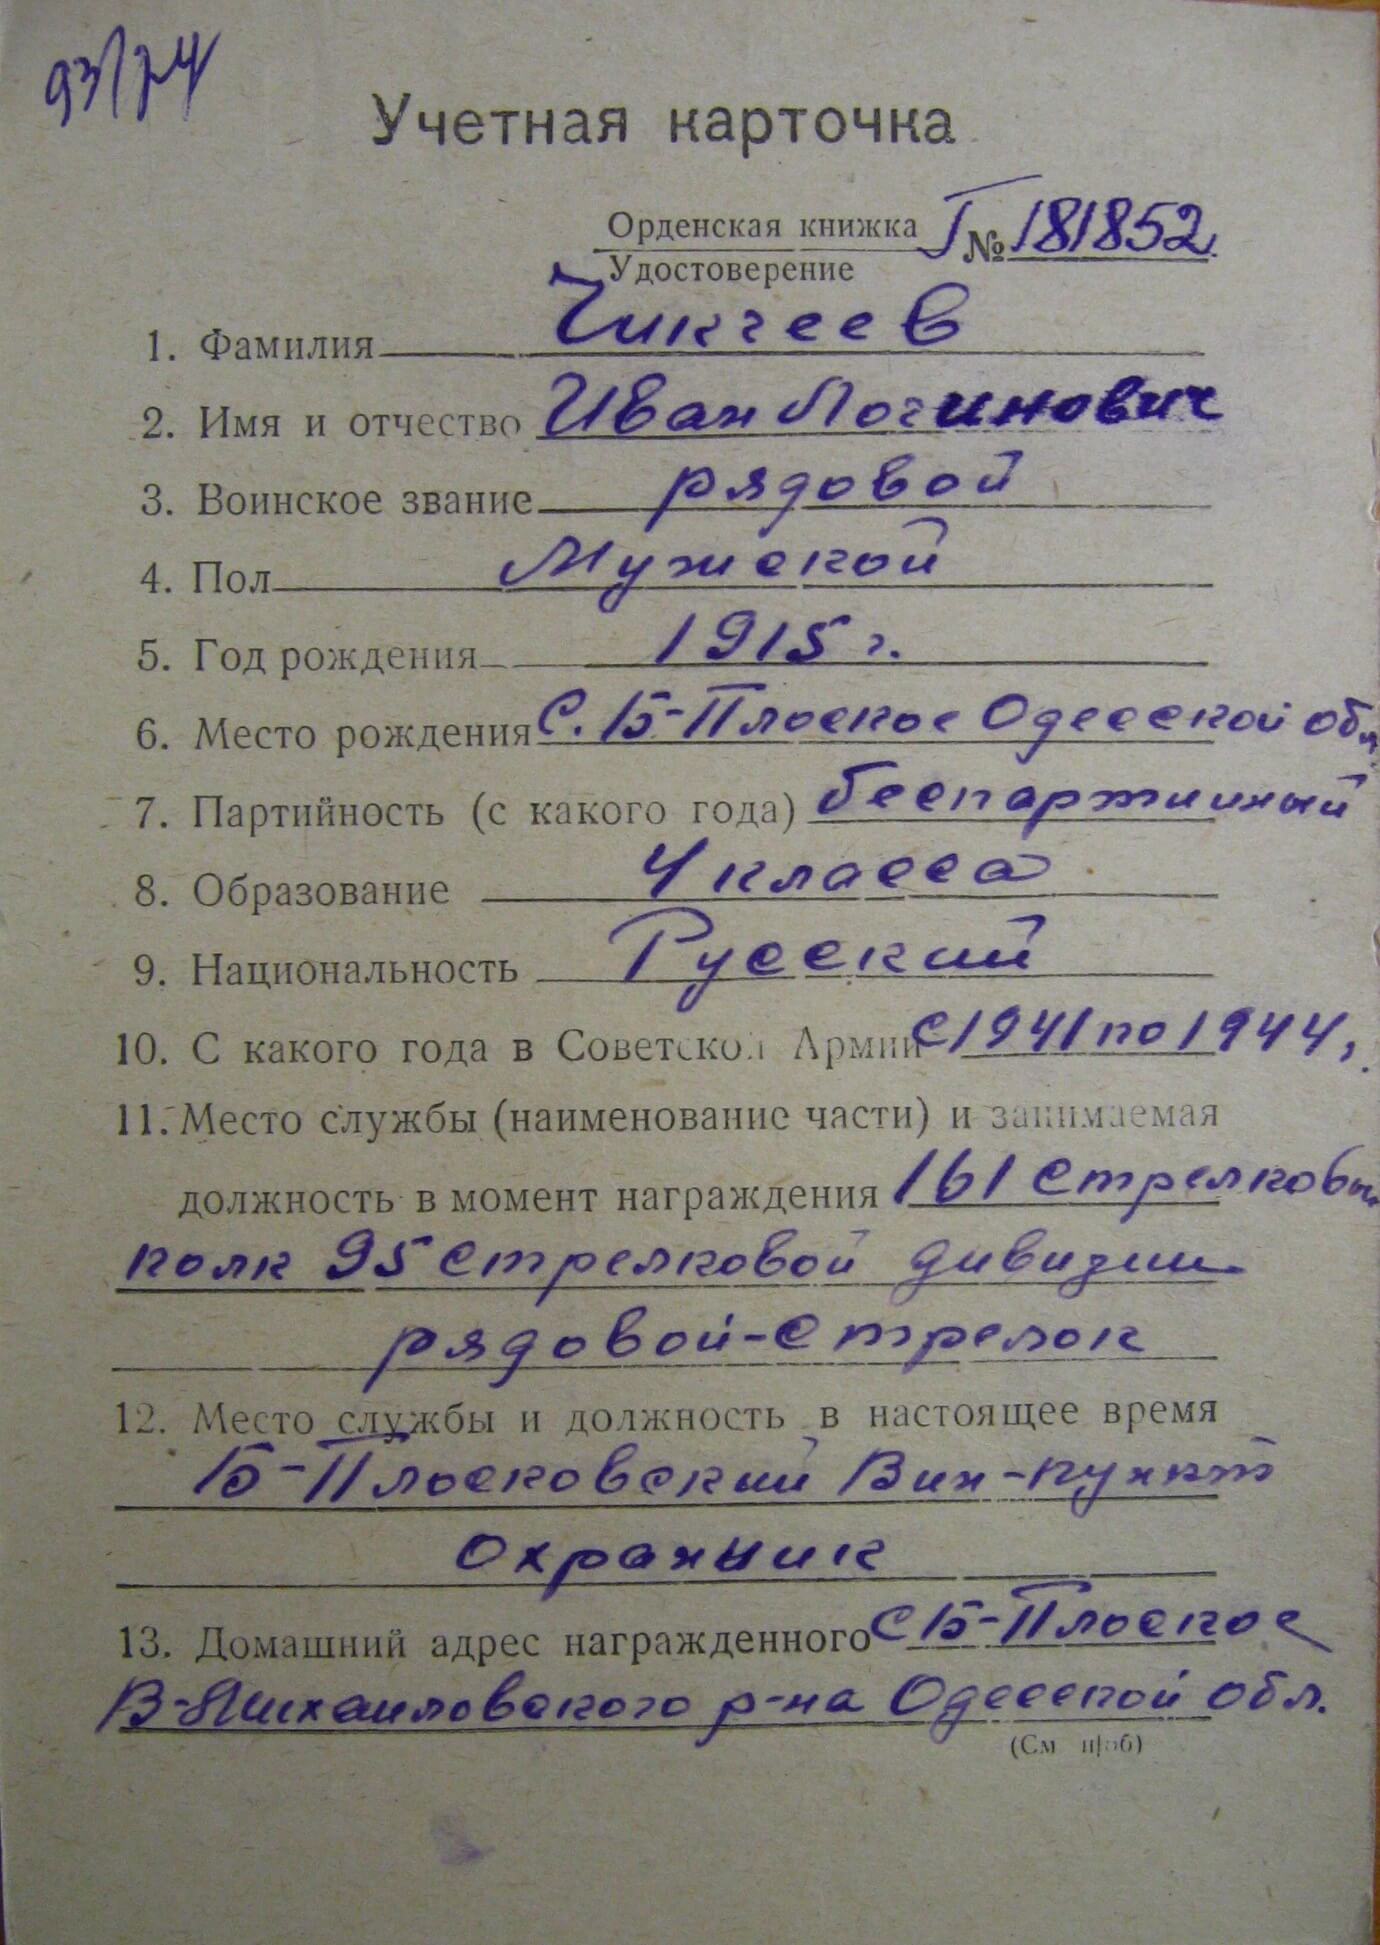 93/74
Учетная карточка
Орденская книжка Г № 181852
Удостоверение
1. Фамилия Чикчеев
2. Имя и отчество Иван Логинович
3. Воинское звание рядовой
4. Пол Мужской
5. Год рождения 1915 г.
6. Место рождения С. Б-Плоское Одесской обл
7. Партийность (с какого года) беспартийный
8. Образование 4 класса
9. Национальность Русский
10. С какого года в Советской Армии С 1941 по 1944 г.
11. Место службы (наименование части) и занимаемая
должность в момент награждения 161 стрелковый
полк 95 стрелковой дивизии
рядовой-стрелок
12. Место службы и должность в настоящее время
Б-Плосковский Вин-пункт
охранник
13. Домашний адрес награжденного С Б-Плоское
В-Михайловского р-на Одесской обл.
(См н/об)